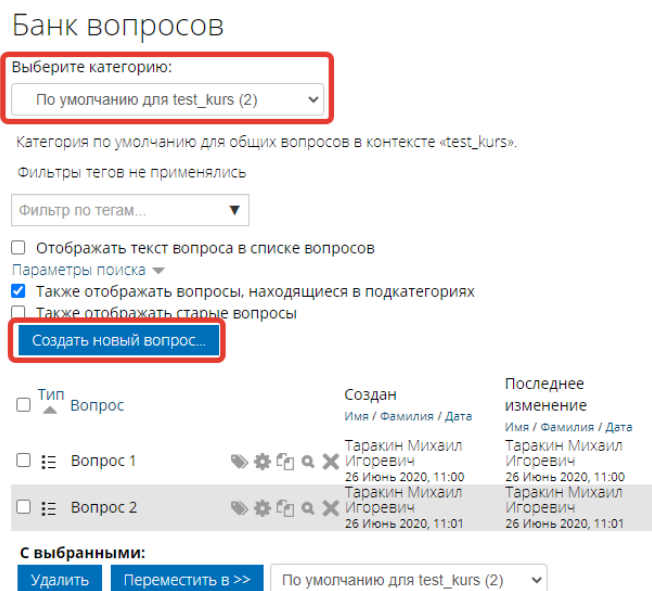 Банк вопросов
Выберите категорию:
По умолчанию для test_kurs (2)
Категория по умолчанию для общих вопросов в контексте «test_kurs».
Фильтры тегов не применялись
Фильтр по тегам...
Отображать текст вопроса в списке вопросов
Параметры поиска
Также отображать вопросы, находящиеся в подкатегориях
Также отображать старые вопросы
Создать новый вопрос...
Тип Вопрос
Создан
Имя / Фамилия / Дата
Последнее
изменение
Имя / Фамилия / Дата
Вопрос 1
Таракин Михаил
Игоревич
26 Июнь 2020, 11:00
Таракин Михаил
Игоревич
26 Июнь 2020, 11:00
Вопрос 2
Таракин Михаил
Игоревич
26 Июнь 2020, 11:01
Таракин Михаил
Игоревич
26 Июнь 2020, 11:01
С выбранными:
Удалить
Переместить в >>
По умолчанию для test_kurs (2)